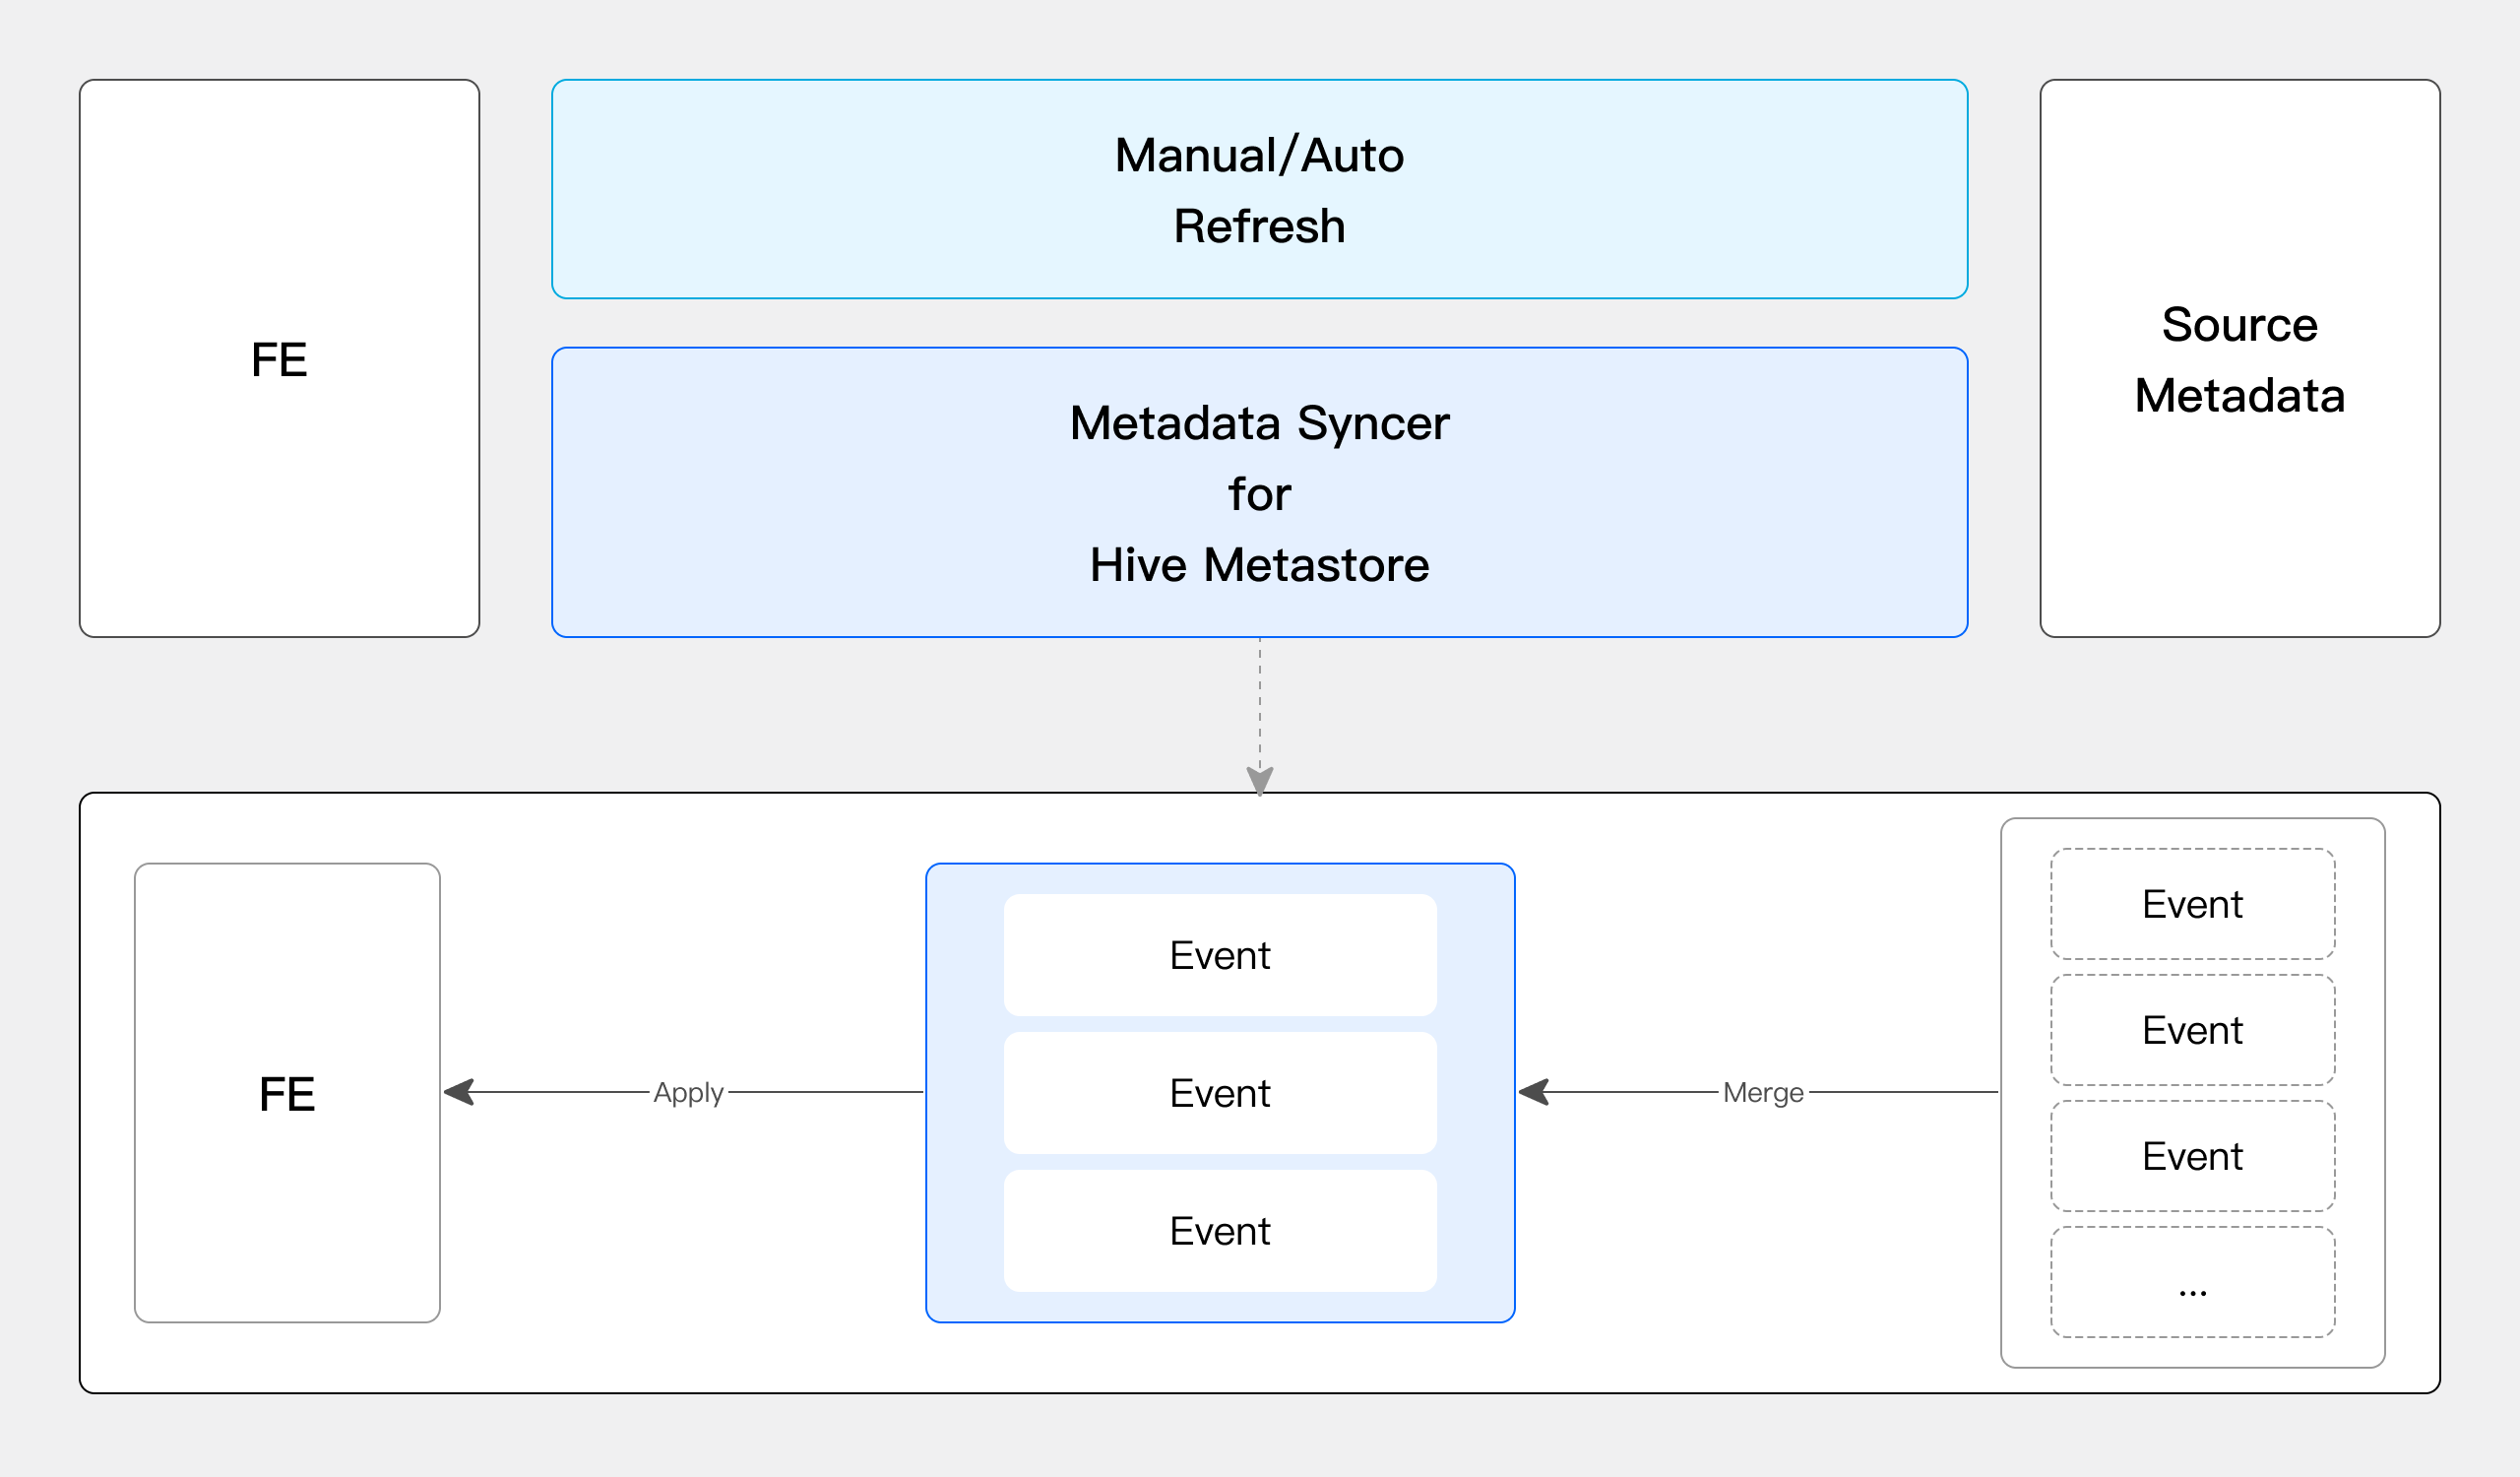 FE
Manual/Auto
Refresh
Metadata Syncer
for
Hive Metastore
Source
Metadata
FE
Apply
Event
Event
Event
Merge
Event
Event
Event
...